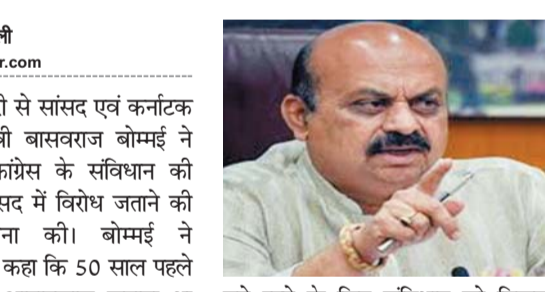 ली
r.com
ी से सांसद एवं कर्नाटक
त्री बासवराज बोम्मई ने
कांग्रेस के संविधान की
सद में विरोध जताने की
ना की। बोम्मई ने
कहा कि 50 साल पहले